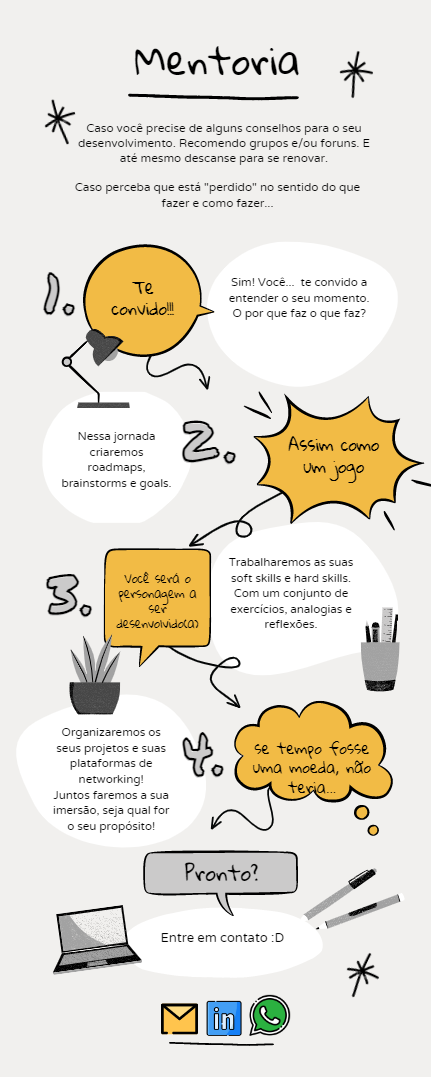 Mentoria
Caso você precise de alguns conselhos para o seu
desenvolvimento. Recomendo grupos e/ou foruns. E
até mesmo descanse para se renovar.
Caso perceba que está "perdido" no sentido do que
fazer e como fazer...
1.
Te
convido!!!
Sim! Você... te convido a
entender o seu momento.
O por que faz o que faz?
2.
Assim como
um jogo
Nessa jornada
criaremos
roadmaps,
brainstorms e goals.
3.
Você será o
personagem a
ser
desenvolvido(a)
Trabalharemos as suas
soft skills e hard skills.
Com um conjunto de
exercícios, analogias e
reflexões.
4.
se tempo fosse
uma moeda, não
teria...
Organizaremos os
seus projetos e suas
plataformas de
networking!
Juntos faremos a sua
imersão, seja qual for
o seu propósito!
Pronto?
Entre em contato :D
in